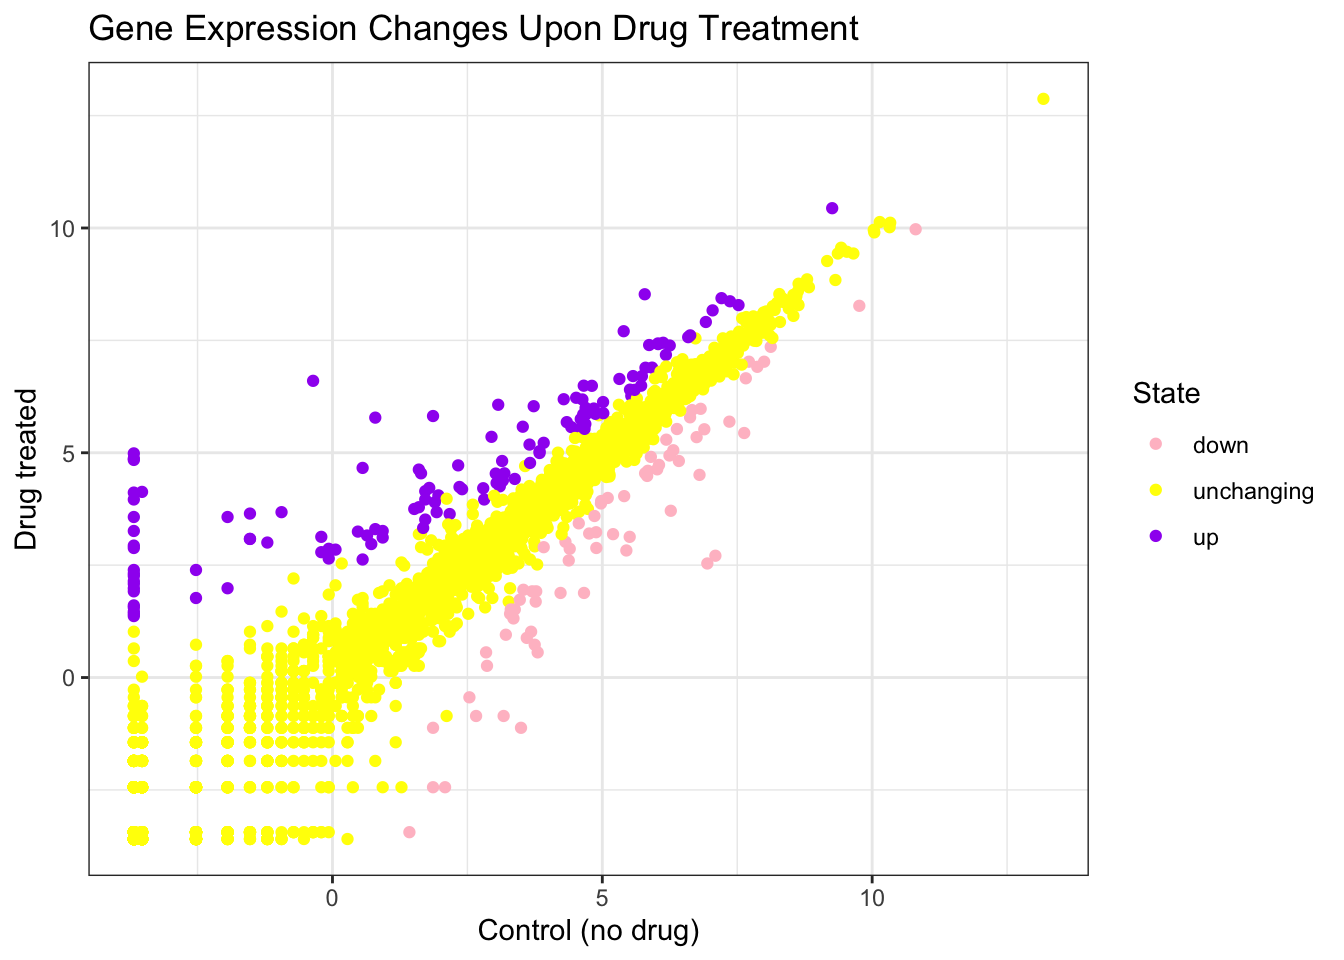 Gene Expression Changes Upon Drug Treatment
10
5
0
Drug treated
0
5
10
Control (no drug)
State
down
unchanging
up